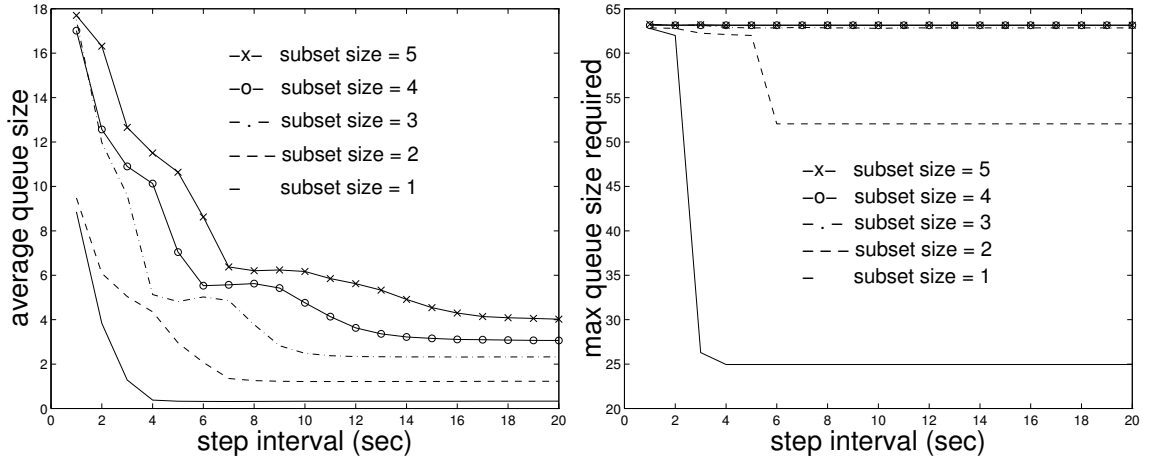 18
16
14
12
10
8
6
4
2
0
average queue size
0 2 4 6 8 10 12 14 16 18 20
step interval (sec)
–x– subset size = 5
–o– subset size = 4
– . – subset size = 3
– – – subset size = 2
– subset size = 1
65
60
55
50
45
40
35
30
25
20
max queue size required
0 2 4 6 8 10 12 14 16 18 20
step interval (sec)
–x– subset size = 5
–o– subset size = 4
– . – subset size = 3
– – – subset size = 2
– subset size = 1